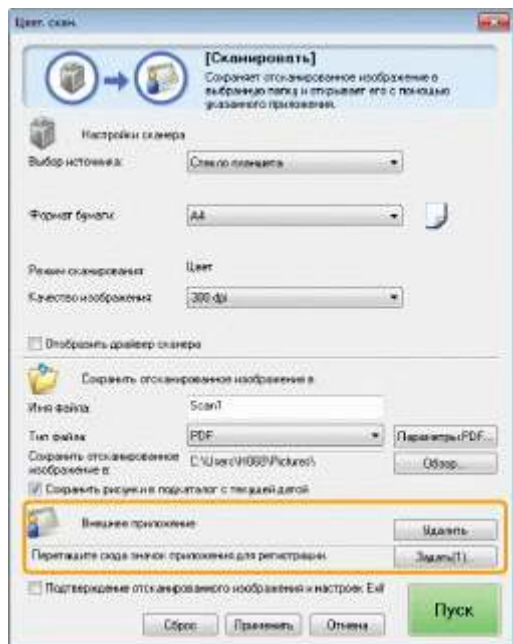 Цвет. скан.
[Сканировать]
Сохраняет отсканированное изображение в
выбранную папку и открывает его с помощью
указанного приложения.
Настройки сканера
Выбор источника: Стекло планшета
Формат бумаги: A4
Режим сканирования: Цвет
Качество изображения: 300 dpi
Отобразить драйвер сканера
Сохранить отсканированное изображение в
Имя файла: Scan1
Тип файла: PDF Параметры PDF...
Сохранить отсканированное
изображение в: C:\Users\H068\Pictures\ Обзор...
Сохранить рисунки в подкаталог с текущей датой
Внешнее приложение Удалить
Перетащите сюда значок приложения для регистрации. Задать(1)...
Подтверждение отсканированного изображения и настроек Exif
Сброс Применить Отмена Пуск